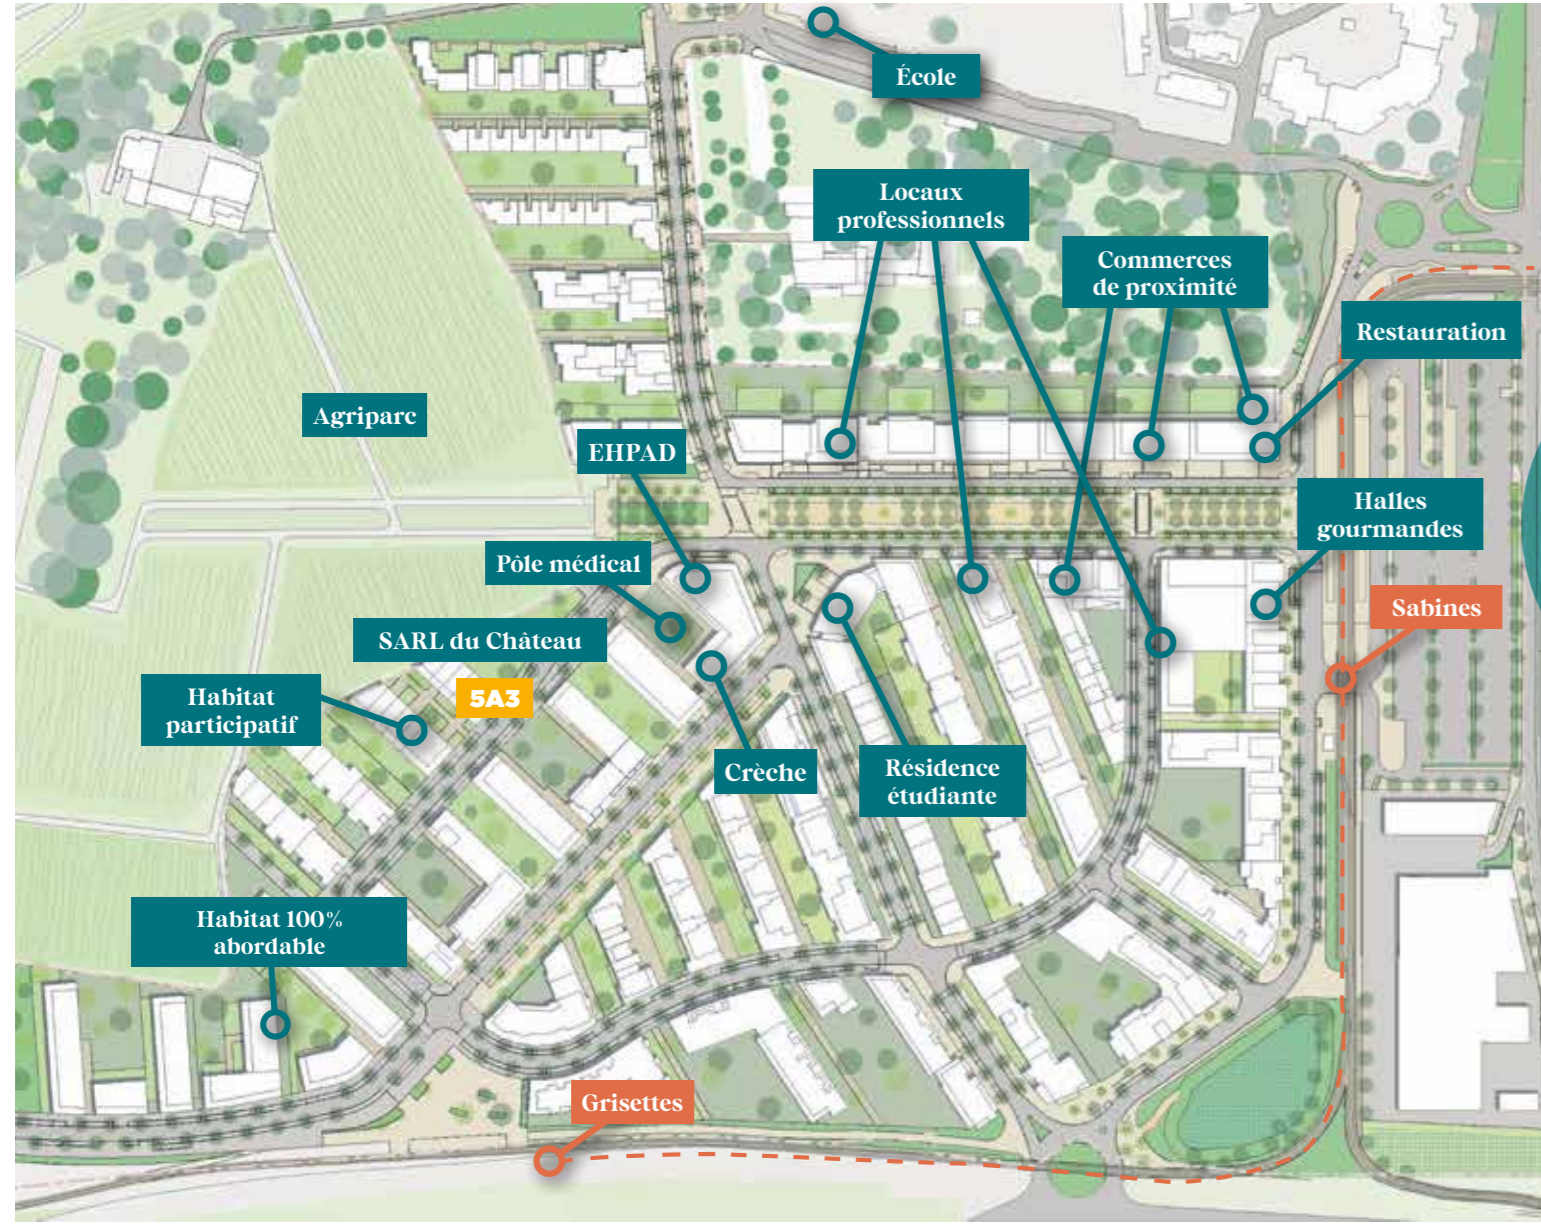 École
Locaux
professionnels
Commerces
de proximité
Restauration
Agriparc
EHPAD
Halles
gourmandes
Pôle médical
Sabines
SARL du Château
Habitat
participatif
5A3
Crèche
Résidence
étudiante
Habitat 100%
abordable
Grisettes